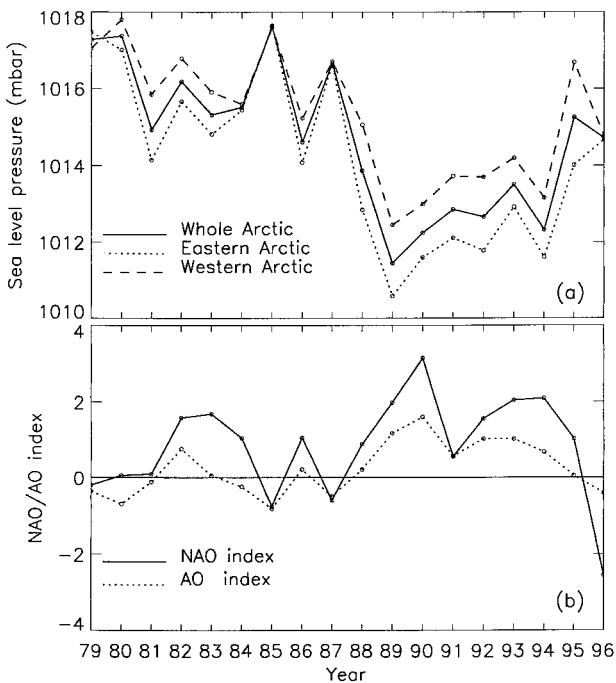 1018
1016
1014
1012
1010
Sea level pressure (mbar)
Whole Arctic
Eastern Arctic
Western Arctic
(a)
4
2
0
-2
-4
NAO/AO index
NAO index
AO index
(b)
79 80 81 82 83 84 85 86 87 88 89 90 91 92 93 94 95 96
Year